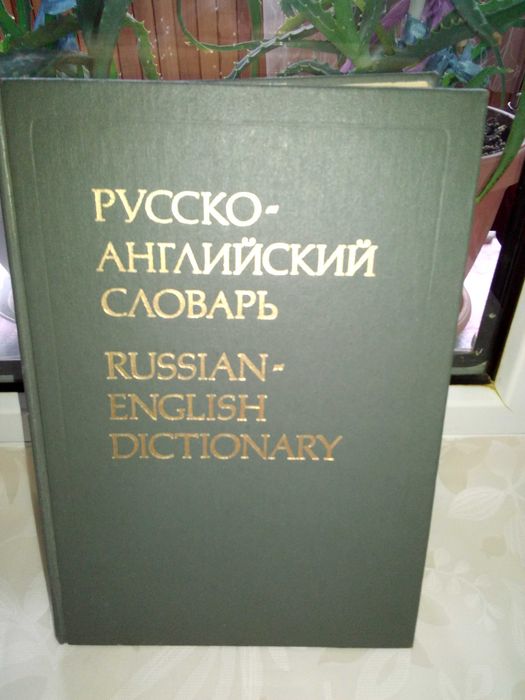 РУССКО-
АНГЛИЙСКИЙ
СЛОВАРЬ
RUSSIAN-
ENGLISH
DICTIONARY